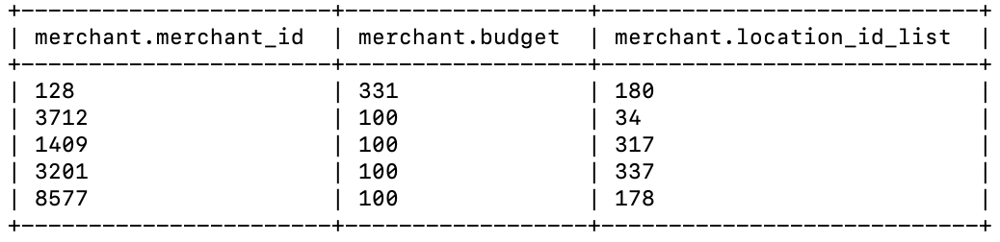 +------------------------+-------------------+-----------------------------+
| merchant.merchant_id  | merchant.budget  | merchant.location_id_list  |
+------------------------+-------------------+-----------------------------+
| 128                    | 331               | 180                         |
| 3712                   | 100               | 34                          |
| 1409                   | 100               | 317                         |
| 3201                   | 100               | 337                         |
| 8577                   | 100               | 178                         |
+------------------------+-------------------+-----------------------------+